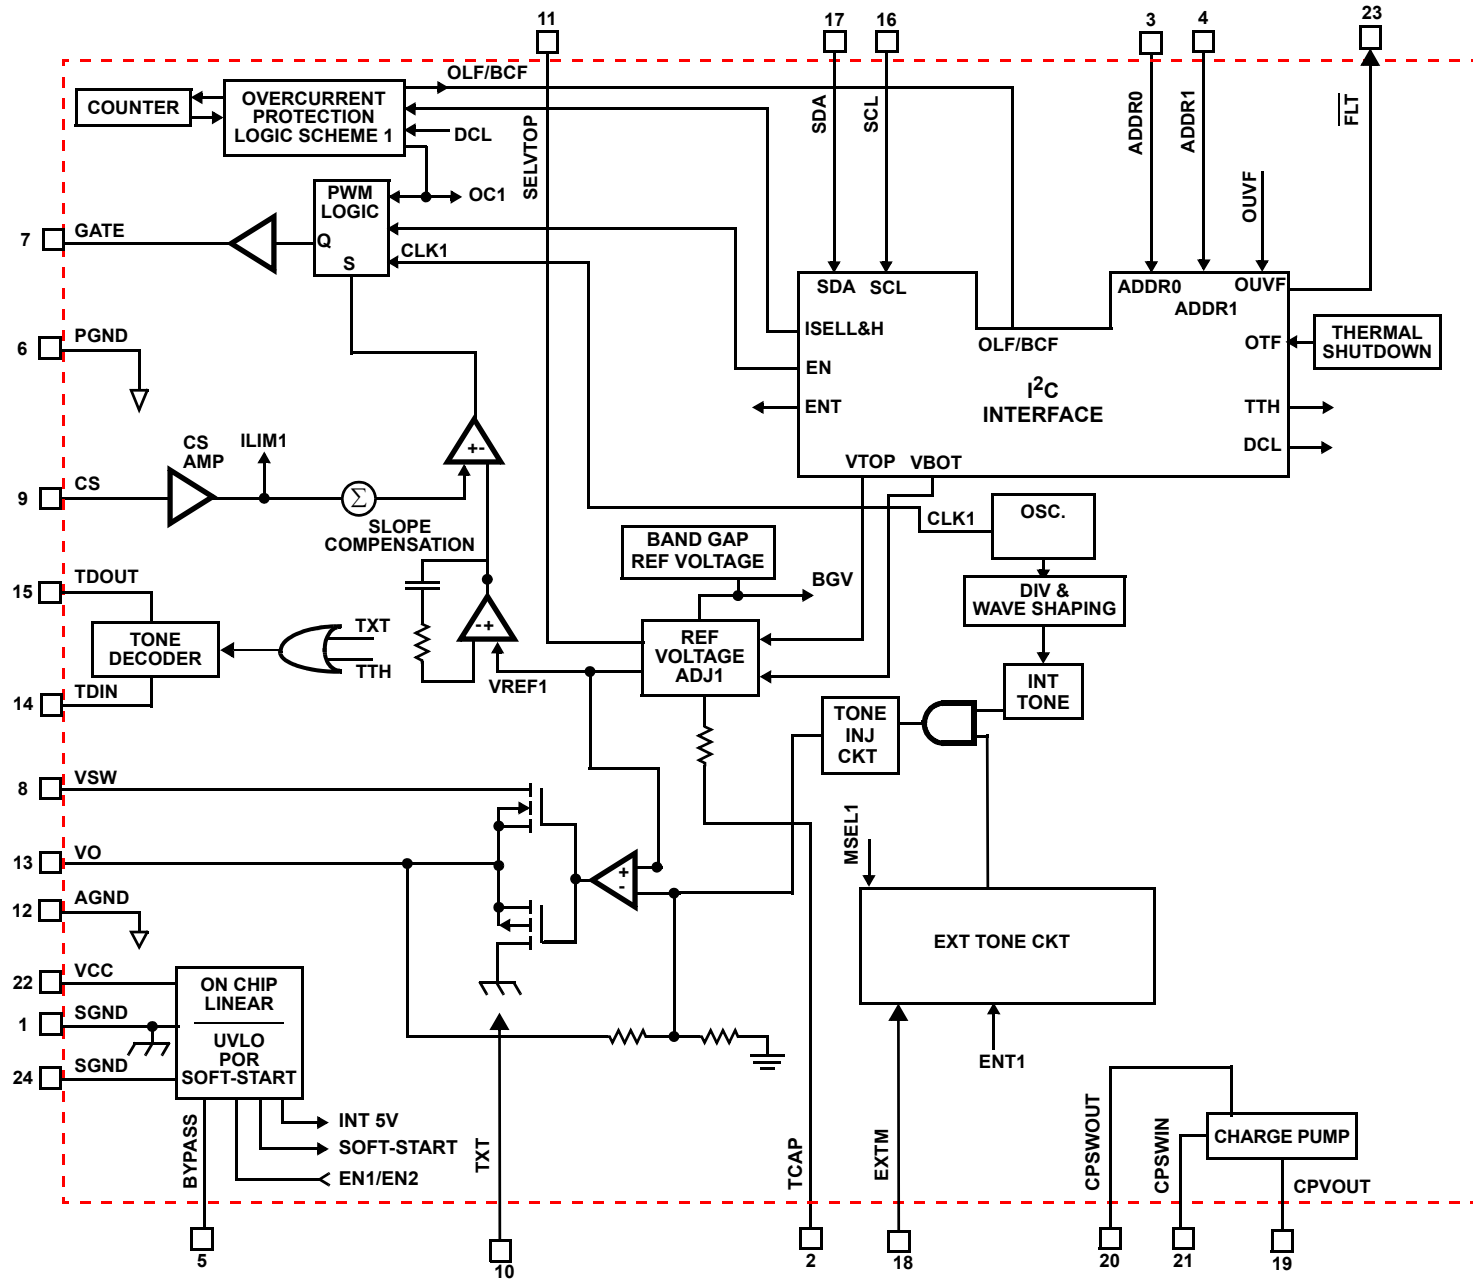 11
17
16
3
4
23
COUNTER
OVERCURRENT
PROTECTION
LOGIC SCHEME 1
OLF/BCF
DCL
SELVTOP
SDA
SCL
ADDR0
ADDR1
FLT
OUVF
PWM
LOGIC
Q
S
OC1
CLK1
7
GATE
6
PGND
SDA
SCL
ADDR0
ADDR1
OUVF
ISELL&H
OLF/BCF
OTF
THERMAL
SHUTDOWN
EN
ENT
I2C
INTERFACE
TTH
DCL
VTOP
VBOT
CS
AMP
ILIM1
+-
9
CS
Σ
SLOPE
COMPENSATION
CLK1
OSC.
BAND GAP
REF VOLTAGE
BGV
DIV &
WAVE SHAPING
15
TDOUT
TONE
DECODER
TXT
TTH
14
TDIN
-+
VREF1
REF
VOLTAGE
ADJ1
INT
TONE
TONE
INJ
CKT
8
VSW
13
VO
12
AGND
+
-
MSEL1
EXT TONE CKT
22
VCC
1
SGND
24
SGND
ON CHIP
LINEAR
UVLO
POR
SOFT-START
INT 5V
SOFT-START
EN1/EN2
BYPASS
TXT
TCAP
EXTM
ENT1
CPSWOUT
CPSWIN
CHARGE PUMP
CPVOUT
5
10
2
18
20
21
19